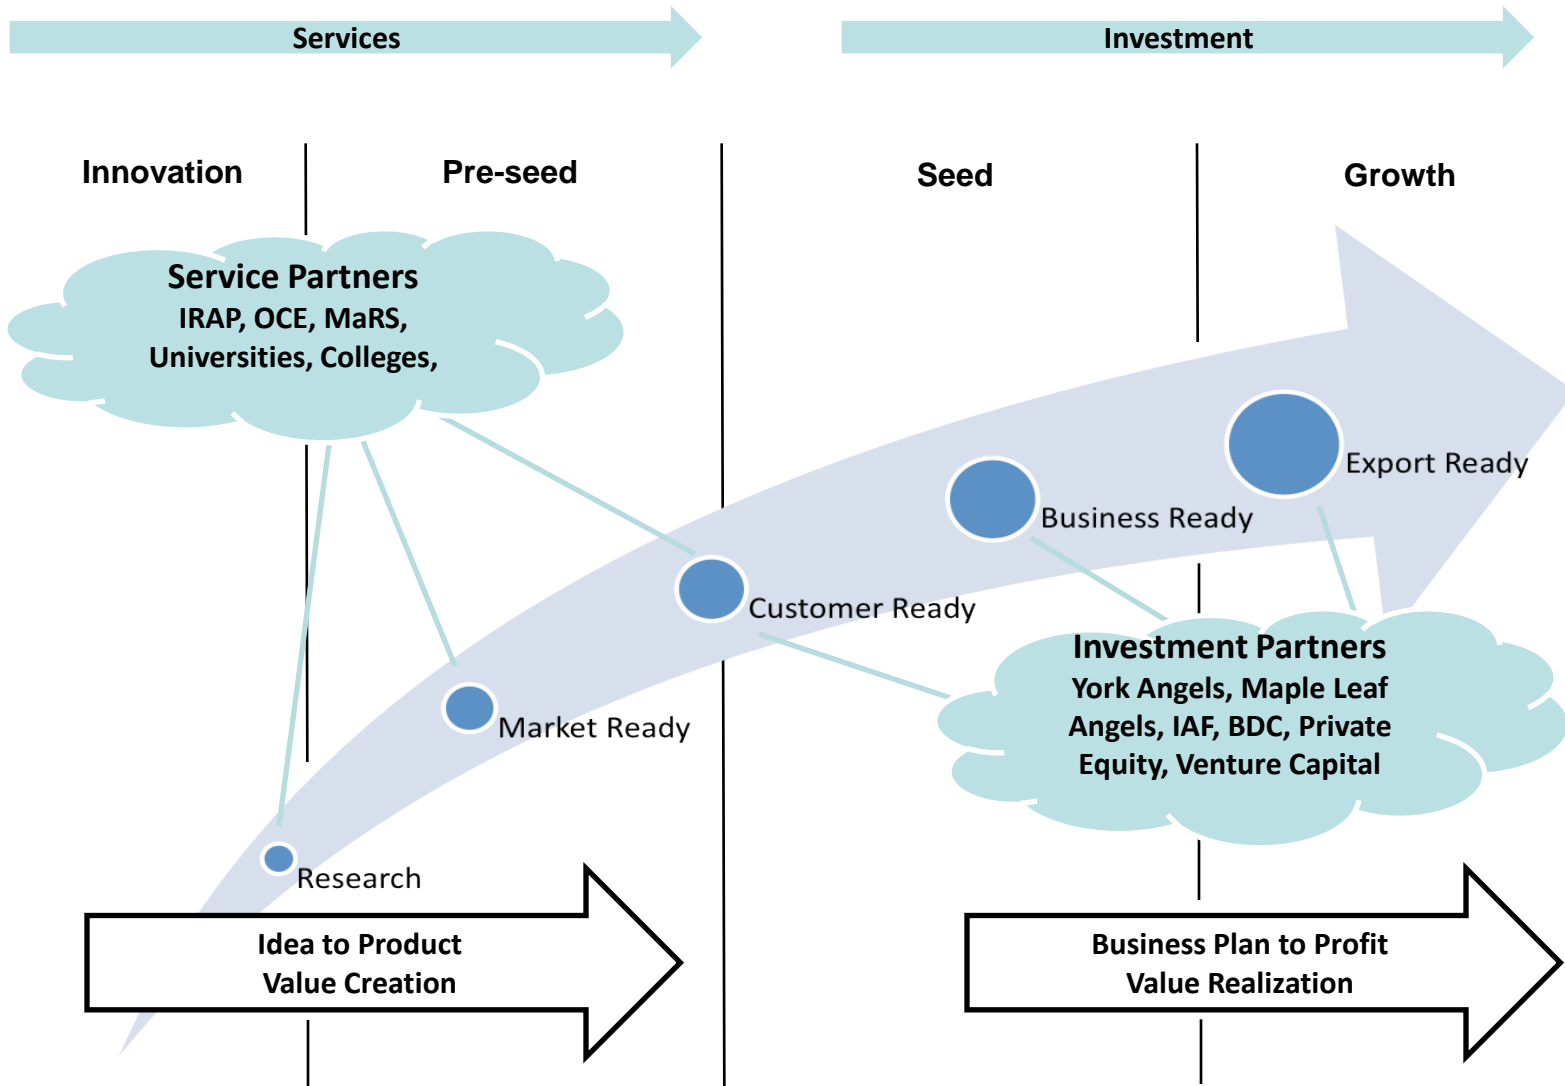 Services
Investment
Innovation
Pre-seed
Seed
Growth
Service Partners
IRAP, OCE, MaRS,
Universities, Colleges,
Export Ready
Business Ready
Customer Ready
Investment Partners
York Angels, Maple Leaf
Angels, IAF, BDC, Private
Equity, Venture Capital
Market Ready
Research
Idea to Product
Value Creation
Business Plan to Profit
Value Realization